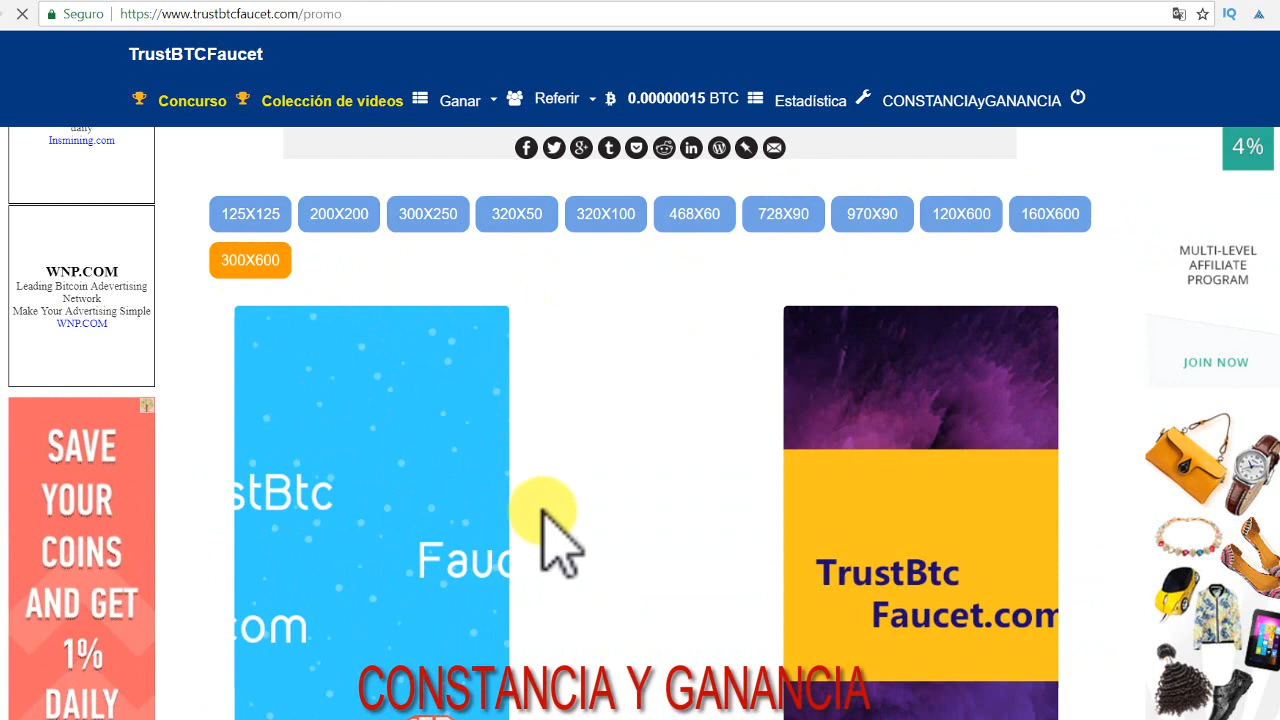 Seguro
https://www.trustbtcfaucet.com/promo
TrustBTCFaucet
Concurso
Colección de videos
Ganar
Referir
0.00000015 BTC
Estadística
CONSTANCIAyGANANCIA
daily
Insmining.com
4%
125X125
200X200
300X250
320X50
320X100
468X60
728X90
970X90
120X600
160X600
300X600
WNP.COM
Leading Bitcoin Adevertising
Network
Make Your Advertising Simple
WNP.COM
MULTI-LEVEL
AFFILIATE
PROGRAM
JOIN NOW
SAVE
YOUR
COINS
AND GET
1%
DAILY
stBtc
Fauc
com
TrustBtc
Faucet.com
CONSTANCIA Y GANANCIA